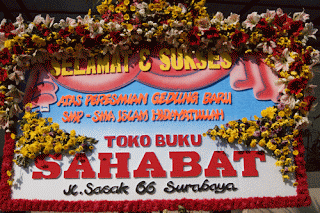 SELAMAT & SUKSES
ATAS PERESMIAN GEDUNG BARU
SMP - SMA ISLAM HIDAYATULLAH
TOKO BUKU
SAHABAT
JL. Sasak 66 Surabaya